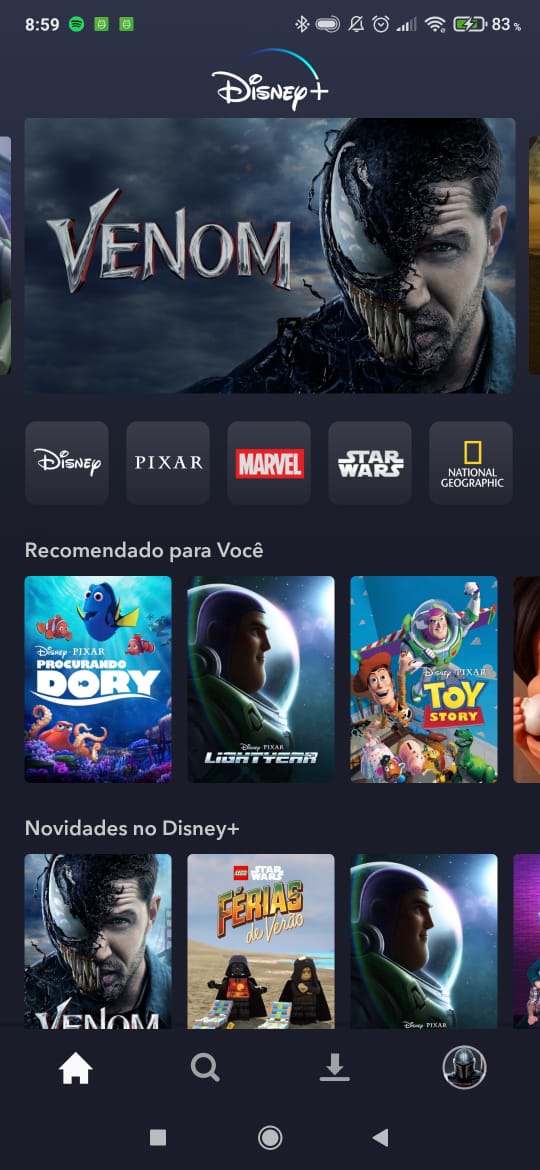 8:59
83 %
Disney+
VENOM
Disney
PIXAR
MARVEL
STAR
WARS
NATIONAL
GEOGRAPHIC
Recomendado para Você
Disney · PIXAR
PROCURANDO
DORY
Disney · PIXAR
LIGHTYEAR
Disney · PIXAR
TOY
STORY
Novidades no Disney+
VENOM
LEGO STAR
WARS
FÉRIAS
de Verão
Disney PIXAR